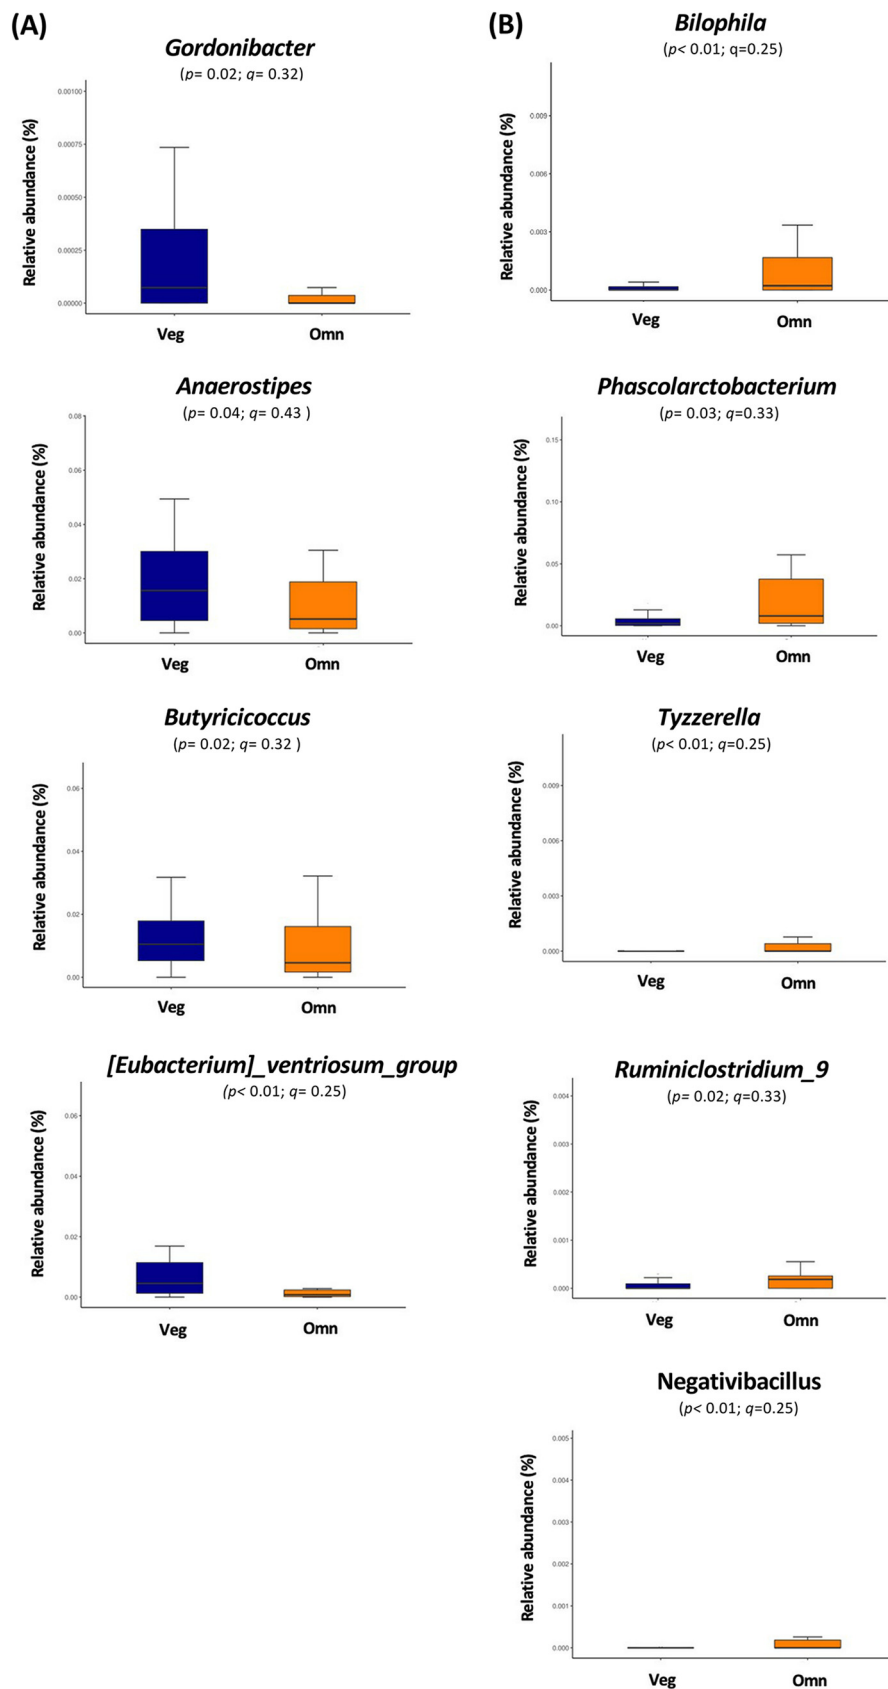 (A)
Gordonibacter
(p= 0.02; q= 0.32)
Relative abundance (%)
0.00100
0.00075
0.00050
0.00025
0.00000
Veg Omn
Anaerostipes
(p= 0.04; q= 0.43 )
Relative abundance (%)
0.08
0.06
0.04
0.02
0.00
Veg Omn
Butyricicoccus
(p= 0.02; q= 0.32 )
Relative abundance (%)
0.06
0.04
0.02
0.00
Veg Omn
[Eubacterium]_ventriosum_group
(p< 0.01; q= 0.25)
Relative abundance (%)
0.06
0.04
0.02
0.00
Veg Omn
(B)
Bilophila
(p< 0.01; q=0.25)
Relative abundance (%)
0.009
0.006
0.003
0.000
Veg Omn
Phascolarctobacterium
(p= 0.03; q=0.33)
Relative abundance (%)
0.15
0.10
0.05
0.00
Veg Omn
Tyzzerella
(p< 0.01; q=0.25)
Relative abundance (%)
0.009
0.006
0.003
0.000
Veg Omn
Ruminiclostridium_9
(p= 0.02; q=0.33)
Relative abundance (%)
0.004
0.003
0.002
0.001
0.000
Veg Omn
Negativibacillus
(p< 0.01; q=0.25)
Relative abundance (%)
0.005
0.004
0.003
0.002
0.001
0.000
Veg Omn